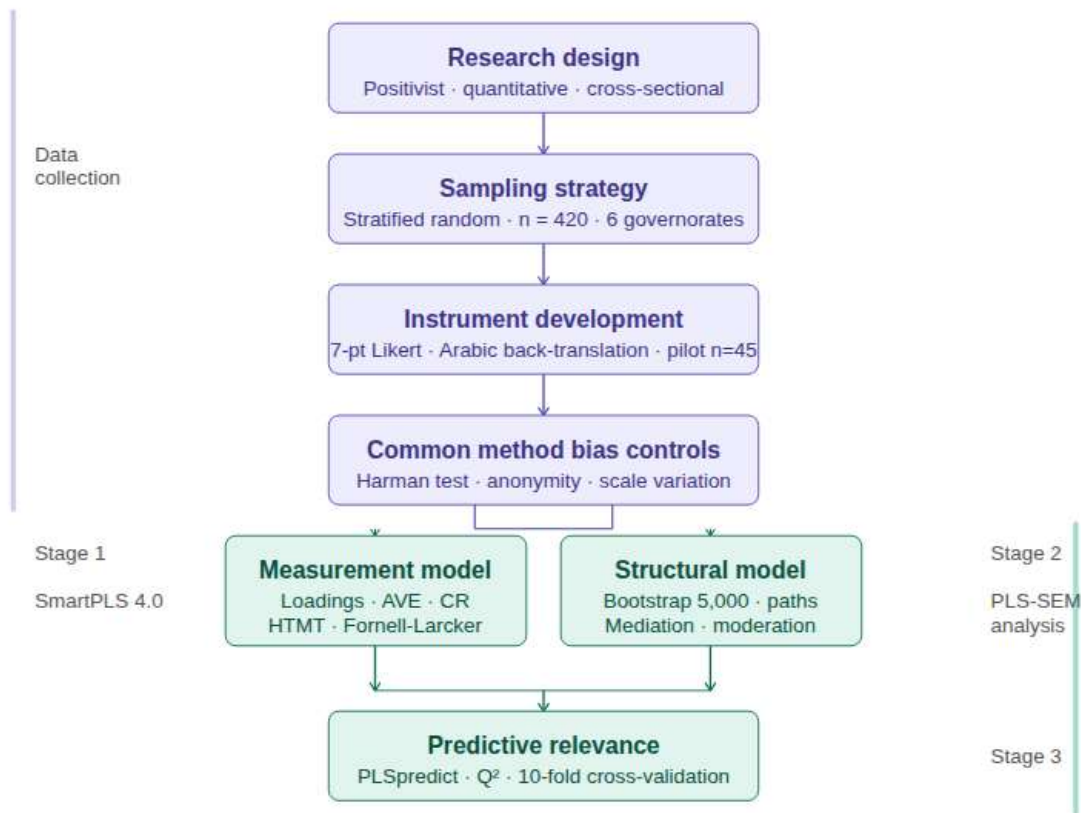 Research design
Positivist · quantitative · cross-sectional
Data
collection
Sampling strategy
Stratified random · n = 420 · 6 governorates
Instrument development
7-pt Likert · Arabic back-translation · pilot n=45
Common method bias controls
Harman test · anonymity · scale variation
Stage 1
SmartPLS 4.0
Measurement model
Loadings · AVE · CR
HTMT · Fornell-Larcker
Structural model
Bootstrap 5,000 · paths
Mediation · moderation
Stage 2
PLS-SEM
analysis
Predictive relevance
PLSpredict · Q² · 10-fold cross-validation
Stage 3